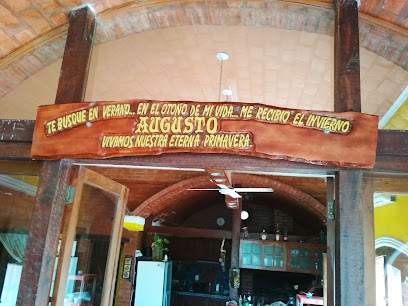 TE BUSQUE EN VERANO... EN EL OTOÑO DE MI VIDA... ME RECIBIO EL INVIERNO
AUGUSTO
VIVAMOS NUESTRA ETERNA PRIMAVERA